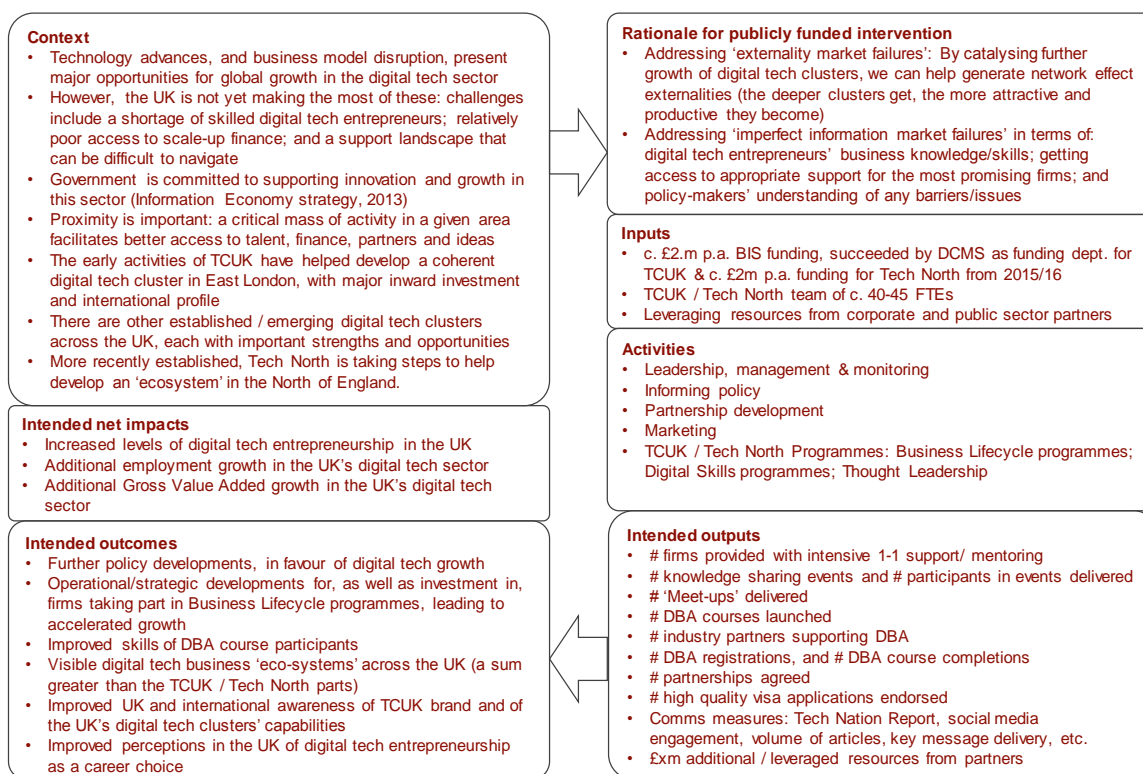 Context
• Technology advances, and business model disruption, present
major opportunities for global growth in the digital tech sector
• However, the UK is not yet making the most of these: challenges
include a shortage of skilled digital tech entrepreneurs; relatively
poor access to scale-up finance; and a support landscape that
can be difficult to navigate
• Government is committed to supporting innovation and growth in
this sector (Information Economy strategy, 2013)
• Proximity is important: a critical mass of activity in a given area
facilitates better access to talent, finance, partners and ideas
• The early activities of TCUK have helped develop a coherent
digital tech cluster in East London, with major inward investment
and international profile
• There are other established / emerging digital tech clusters
across the UK, each with important strengths and opportunities
• More recently established, Tech North is taking steps to help
develop an ‘ecosystem’ in the North of England.
Rationale for publicly funded intervention
• Addressing ‘externality market failures’: By catalysing further
growth of digital tech clusters, we can help generate network effect
externalities (the deeper clusters get, the more attractive and
productive they become)
• Addressing ‘imperfect information market failures’ in terms of:
digital tech entrepreneurs’ business knowledge/skills; getting
access to appropriate support for the most promising firms; and
policy-makers’ understanding of any barriers/issues
Inputs
• c. £2.m p.a. BIS funding, succeeded by DCMS as funding dept. for
TCUK & c. £2m p.a. funding for Tech North from 2015/16
• TCUK / Tech North team of c. 40-45 FTEs
• Leveraging resources from corporate and public sector partners
Activities
• Leadership, management & monitoring
• Informing policy
• Partnership development
• Marketing
• TCUK / Tech North Programmes: Business Lifecycle programmes;
Digital Skills programmes; Thought Leadership
Intended outputs
• # firms provided with intensive 1-1 support/ mentoring
• # knowledge sharing events and # participants in events delivered
• # ‘Meet-ups’ delivered
• # DBA courses launched
• # industry partners supporting DBA
• # DBA registrations, and # DBA course completions
• # partnerships agreed
• # high quality visa applications endorsed
• Comms measures: Tech Nation Report, social media
engagement, volume of articles, key message delivery, etc.
• £xm additional / leveraged resources from partners
Intended net impacts
• Increased levels of digital tech entrepreneurship in the UK
• Additional employment growth in the UK’s digital tech sector
• Additional Gross Value Added growth in the UK’s digital tech
sector
Intended outcomes
• Further policy developments, in favour of digital tech growth
• Operational/strategic developments for, as well as investment in,
firms taking part in Business Lifecycle programmes, leading to
accelerated growth
• Improved skills of DBA course participants
• Visible digital tech business ‘eco-systems’ across the UK (a sum
greater than the TCUK / Tech North parts)
• Improved UK and international awareness of TCUK brand and of
the UK’s digital tech clusters’ capabilities
• Improved perceptions in the UK of digital tech entrepreneurship
as a career choice